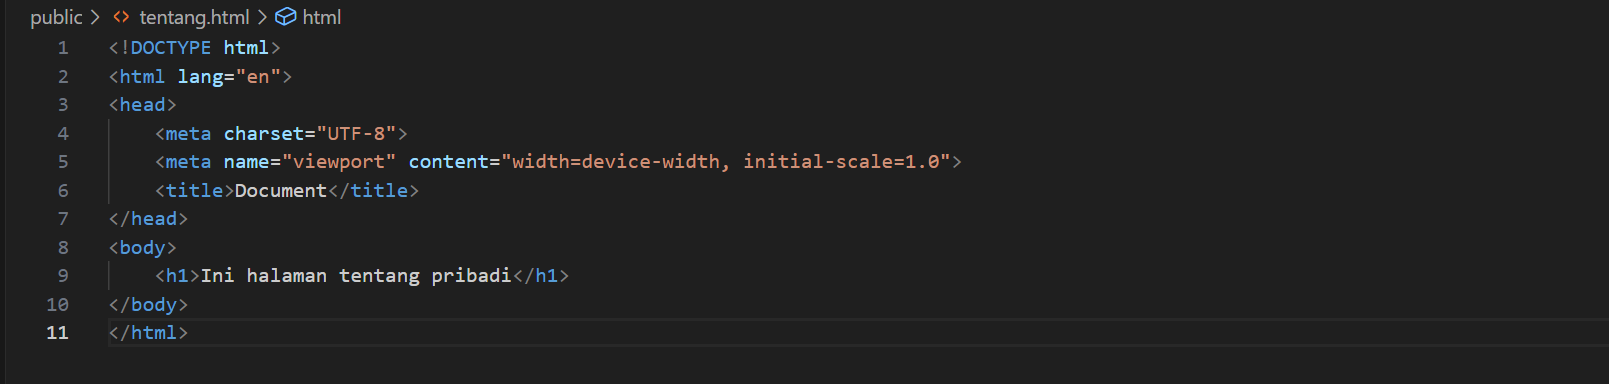 public > tentang.html > html
1 <!DOCTYPE html>
2 <html lang="en">
3 <head>
4 <meta charset="UTF-8">
5 <meta name="viewport" content="width=device-width, initial-scale=1.0">
6 <title>Document</title>
7 </head>
8 <body>
9 <h1>Ini halaman tentang pribadi</h1>
10 </body>
11 </html>